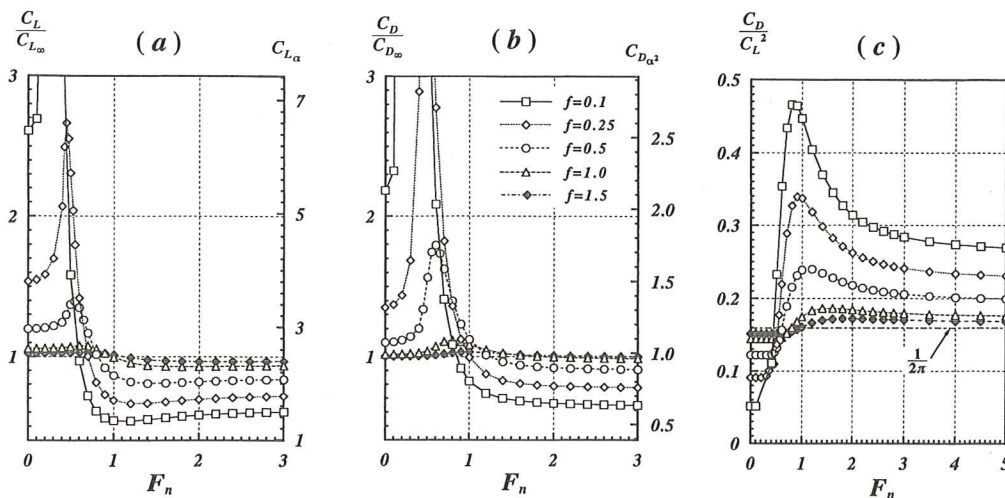 C_L / C_L∞
(a)
C_Lα
3
2
1
7
5
3
1
0 1 2 3
F_n
C_D / C_D∞
(b)
C_Dα²
f=0.1
f=0.25
f=0.5
f=1.0
f=1.5
3
2
1
2.5
2.0
1.5
1.0
0.5
0 1 2 3
F_n
C_D / C_L²
(c)
0.5
0.4
0.3
0.2
0.1
0
1/2π
0 1 2 3 4 5
F_n